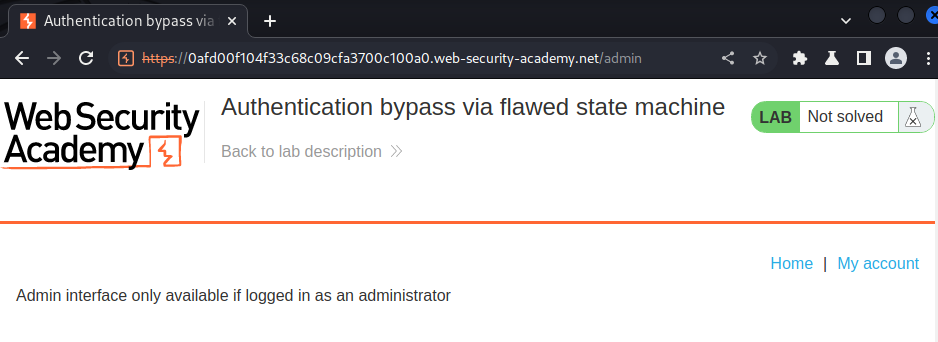 Authentication bypass via
https://0afd00f104f33c68c09cfa3700c100a0.web-security-academy.net/admin
Web Security
Academy
Authentication bypass via flawed state machine
Back to lab description
LAB Not solved
Home | My account
Admin interface only available if logged in as an administrator